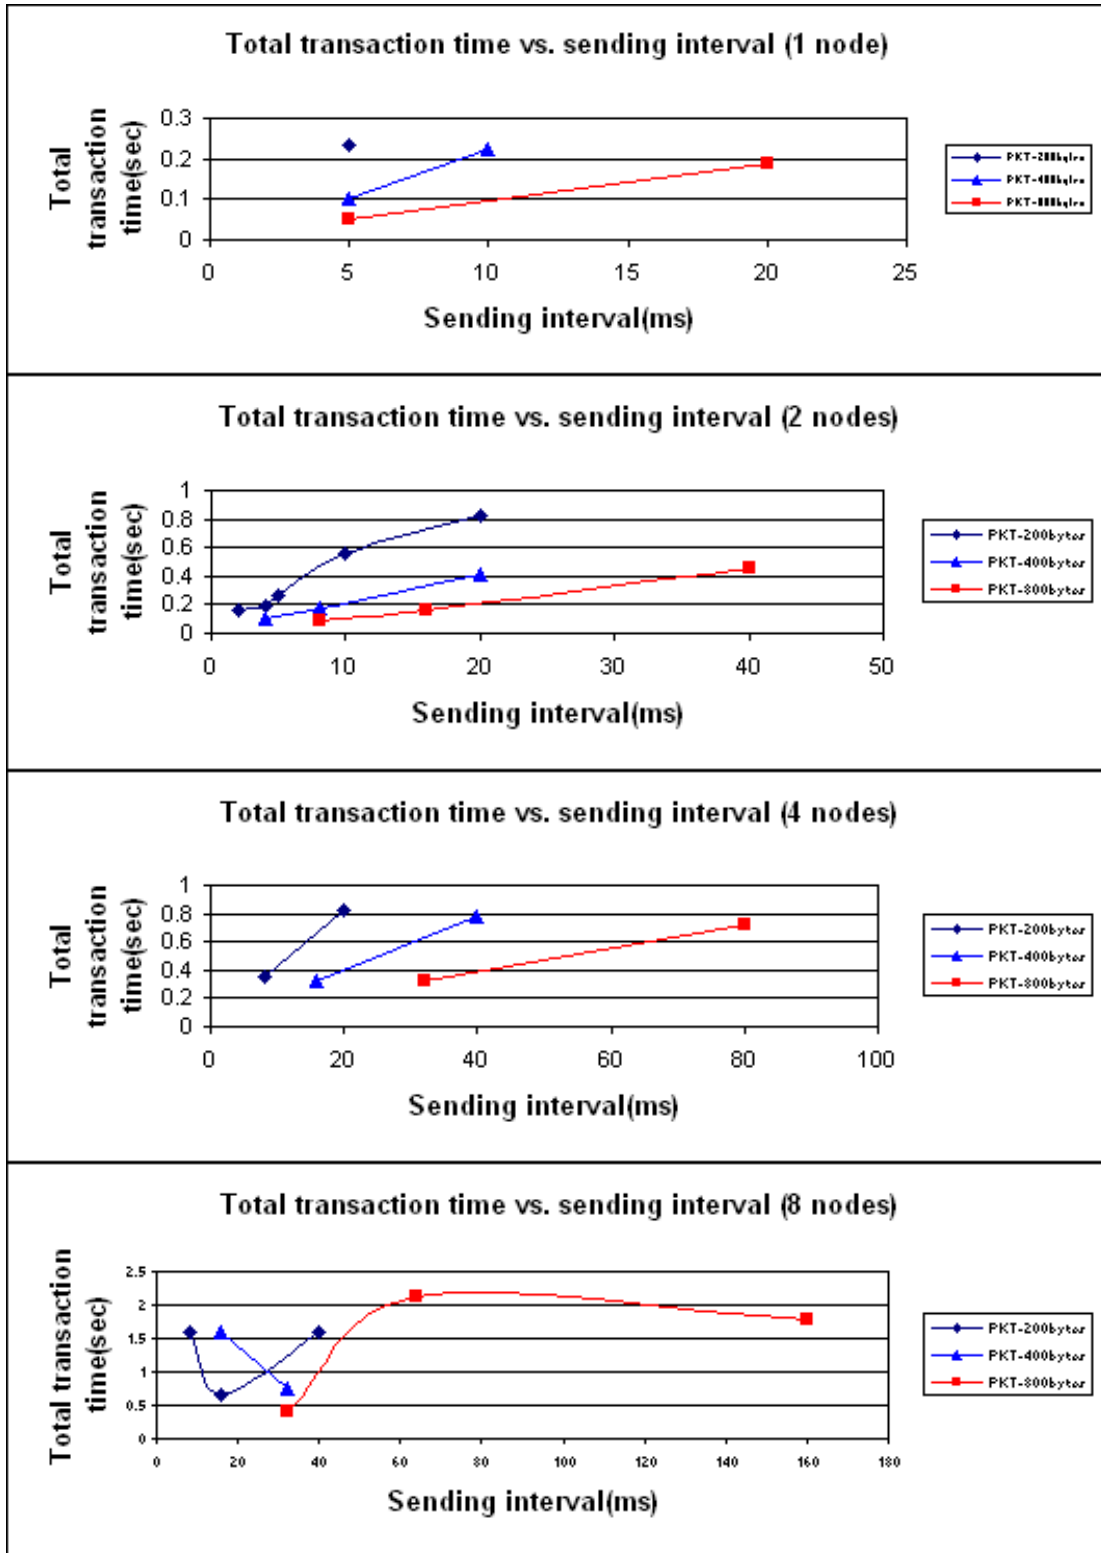 Total transaction time vs. sending interval (1 node)
Total
transaction
time(sec)
0.3
0.2
0.1
0
0 5 10 15 20 25
Sending interval(ms)
PKT-200bytes
PKT-400bytes
PKT-800bytes
Total transaction time vs. sending interval (2 nodes)
Total
transaction
time(sec)
1
0.8
0.6
0.4
0.2
0
0 10 20 30 40 50
Sending interval(ms)
PKT-200bytes
PKT-400bytes
PKT-800bytes
Total transaction time vs. sending interval (4 nodes)
Total
transaction
time(sec)
1
0.8
0.6
0.4
0.2
0
0 20 40 60 80 100
Sending interval(ms)
PKT-200bytes
PKT-400bytes
PKT-800bytes
Total transaction time vs. sending interval (8 nodes)
Total transaction
time(sec)
2.5
2
1.5
1
0.5
0
0 20 40 60 80 100 120 140 160 180
Sending interval(ms)
PKT-200bytes
PKT-400bytes
PKT-800bytes